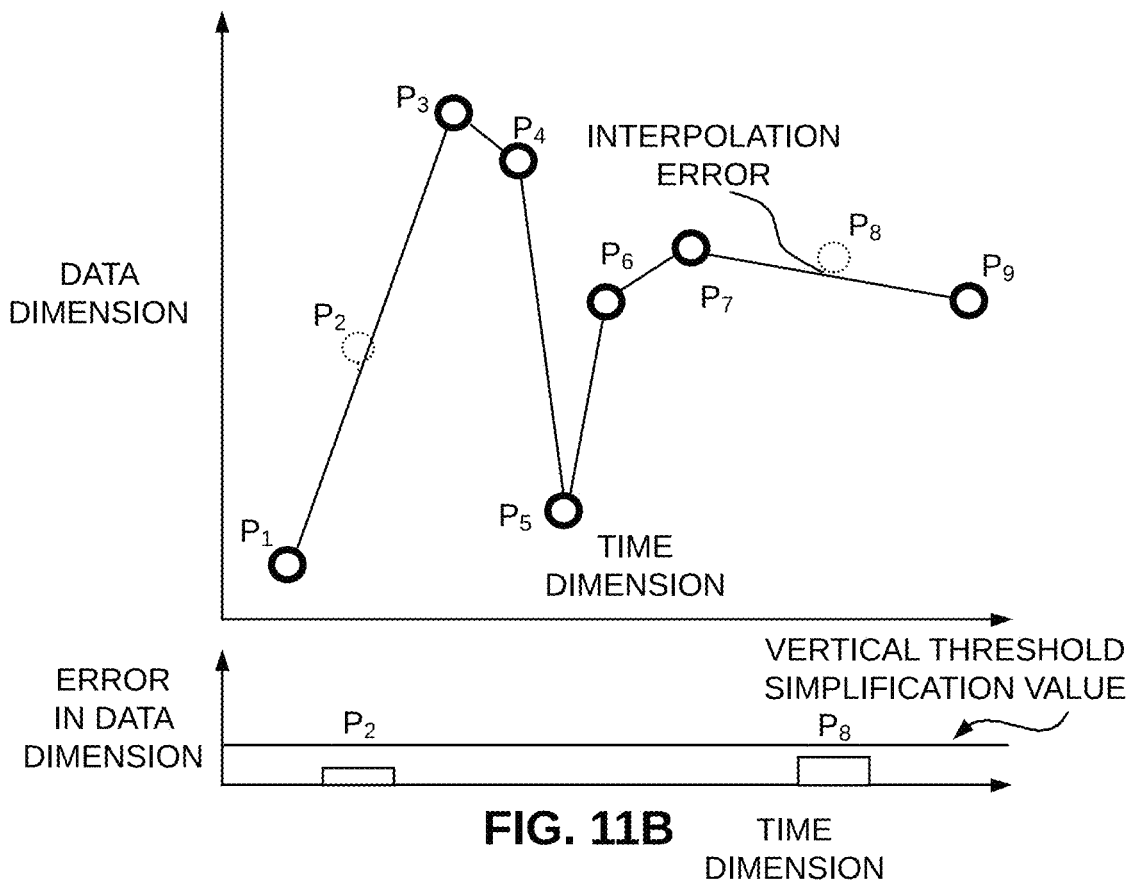 P3
P4
INTERPOLATION
ERROR
P8
P6
P9
DATA
DIMENSION
P7
P2
P5
P1
TIME
DIMENSION
VERTICAL THRESHOLD
SIMPLIFICATION VALUE
ERROR
IN DATA
DIMENSION
P2
P8
FIG. 11B
TIME
DIMENSION